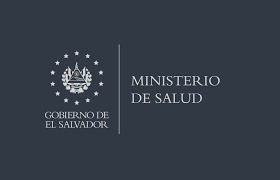 GOBIERNO DE
EL SALVADOR
MINISTERIO
DE SALUD